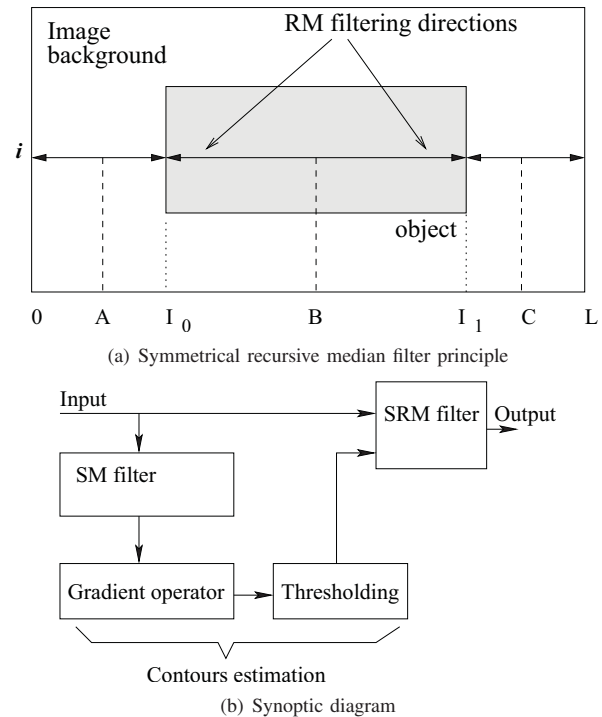 Image
background
RM filtering directions
i
object
0 A I 0 B I 1 C L
(a) Symmetrical recursive median filter principle
Input
SRM filter
Output
SM filter
Gradient operator
Thresholding
Contours estimation
(b) Synoptic diagram